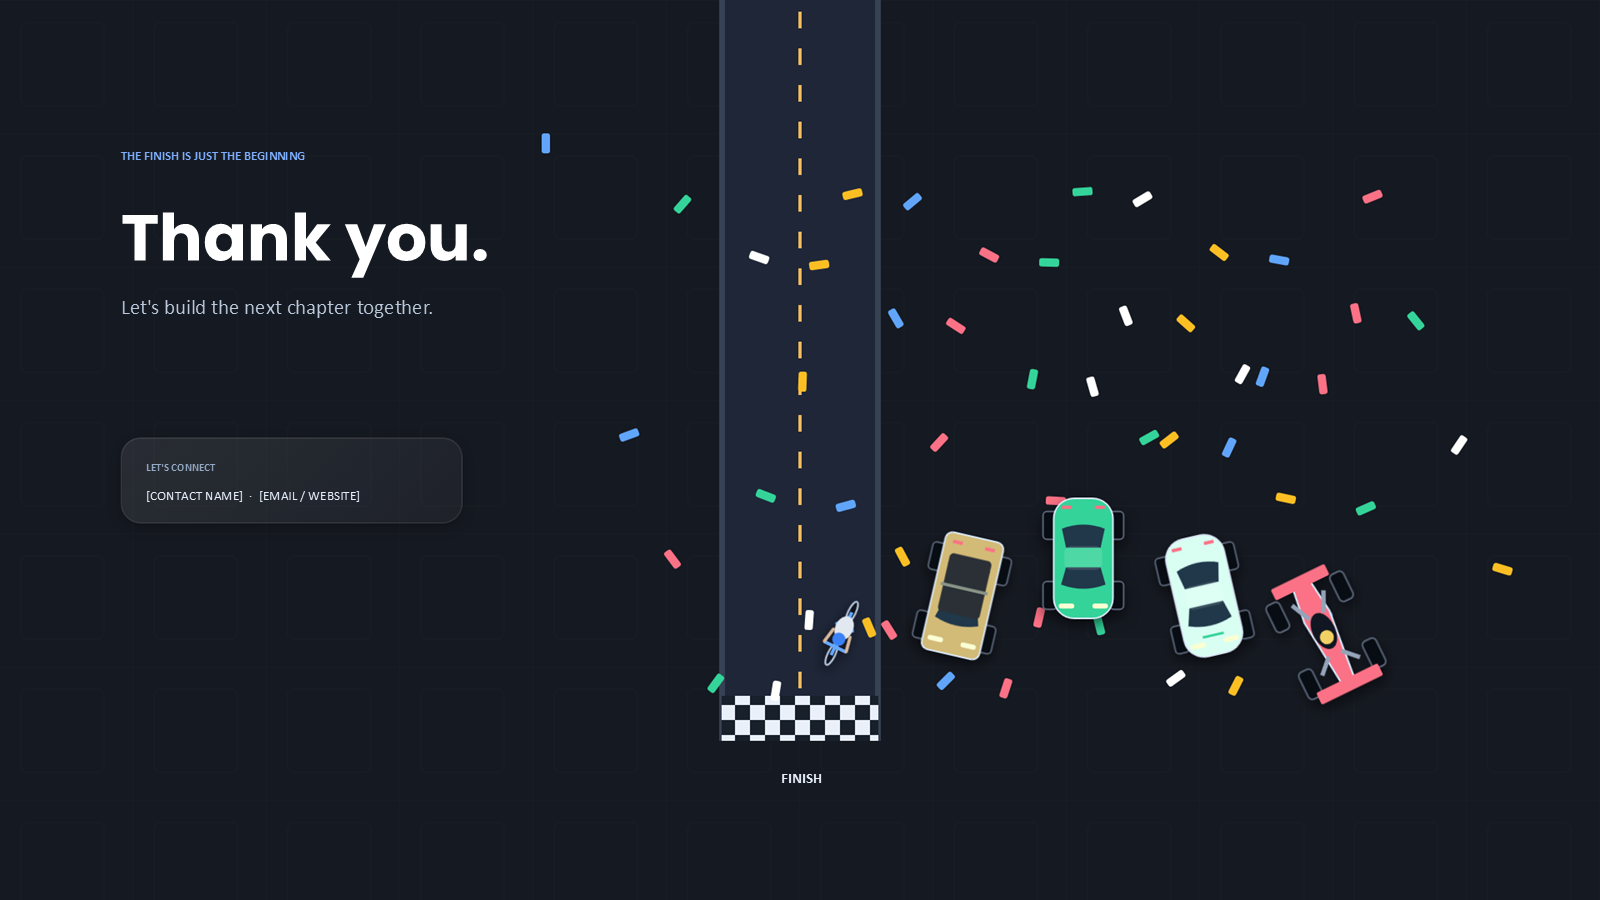 THE FINISH IS JUST THE BEGINNING
Thank you.
Let's build the next chapter together.
LET'S CONNECT
[CONTACT NAME]  ·  [EMAIL / WEBSITE]
FINISH